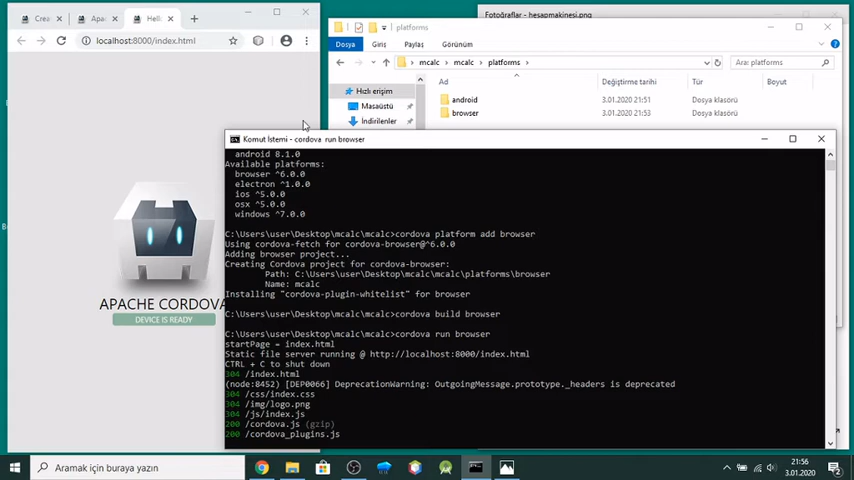 Crea
Apac
Hello
localhost:8000/index.html
APACHE CORDOVA
DEVICE IS READY
Fotoğraflar - hesapmakinesi.png
platforms
Dosya
Giriş
Paylaş
Görünüm
mcalc
mcalc
platforms
Ara: platforms
Hızlı erişim
Masaüstü
İndirilenler
Ad
Değiştirme tarihi
Tür
Boyut
android
3.01.2020 21:51
Dosya klasörü
browser
3.01.2020 21:53
Dosya klasörü
Komut İstemi - cordova run browser
android 8.1.0
Available platforms:
browser ^6.0.0
electron ^1.0.0
ios ^5.0.0
osx ^5.0.0
windows ^7.0.0
C:\Users\user\Desktop\mcalc\mcalc>cordova platform add browser
Using cordova-fetch for cordova-browser@^6.0.0
Adding browser project...
Creating Cordova project for cordova-browser:
Path: C:\Users\user\Desktop\mcalc\mcalc\platforms\browser
Name: mcalc
Installing "cordova-plugin-whitelist" for browser
C:\Users\user\Desktop\mcalc\mcalc>cordova build browser
C:\Users\user\Desktop\mcalc\mcalc>cordova run browser
startPage = index.html
Static file server running @ http://localhost:8000/index.html
CTRL + C to shut down
304 /index.html
(node:8452) [DEP0066] DeprecationWarning: OutgoingMessage.prototype._headers is deprecated
304 /css/index.css
304 /img/logo.png
304 /js/index.js
200 /cordova.js (gzip)
200 /cordova_plugins.js
Aramak için buraya yazın
21:56
3.01.2020
2